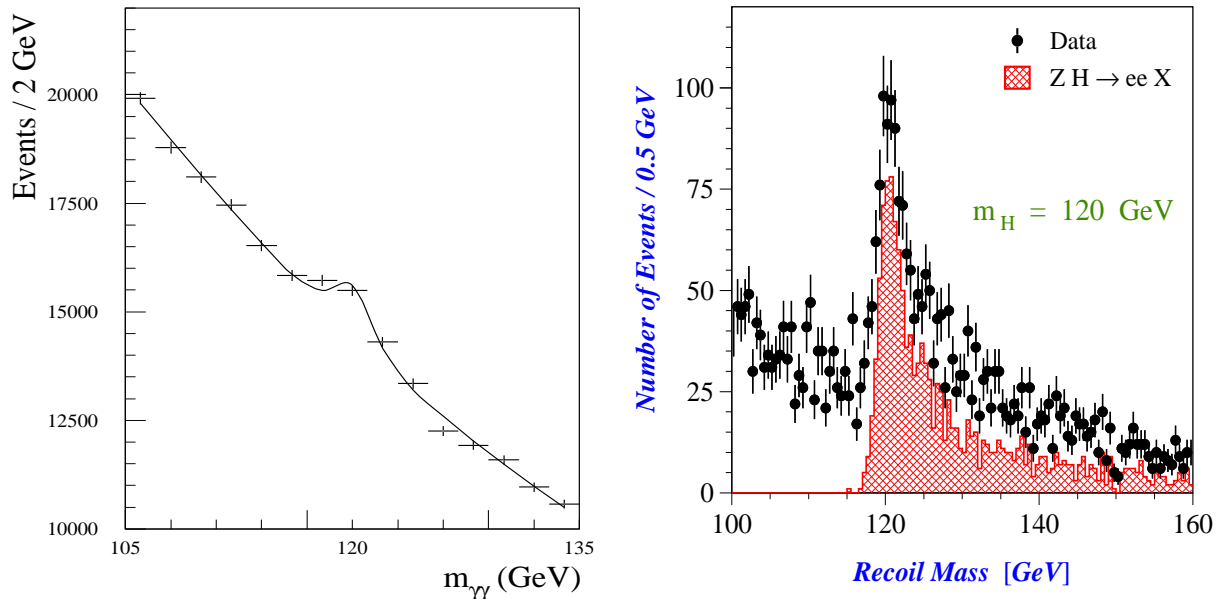 Events / 2 GeV
20000
17500
15000
12500
10000
105
120
135
m_γγ (GeV)
Number of Events / 0.5 GeV
100
75
50
25
0
Data
Z H → ee X
m_H = 120 GeV
100
120
140
160
Recoil Mass [GeV]